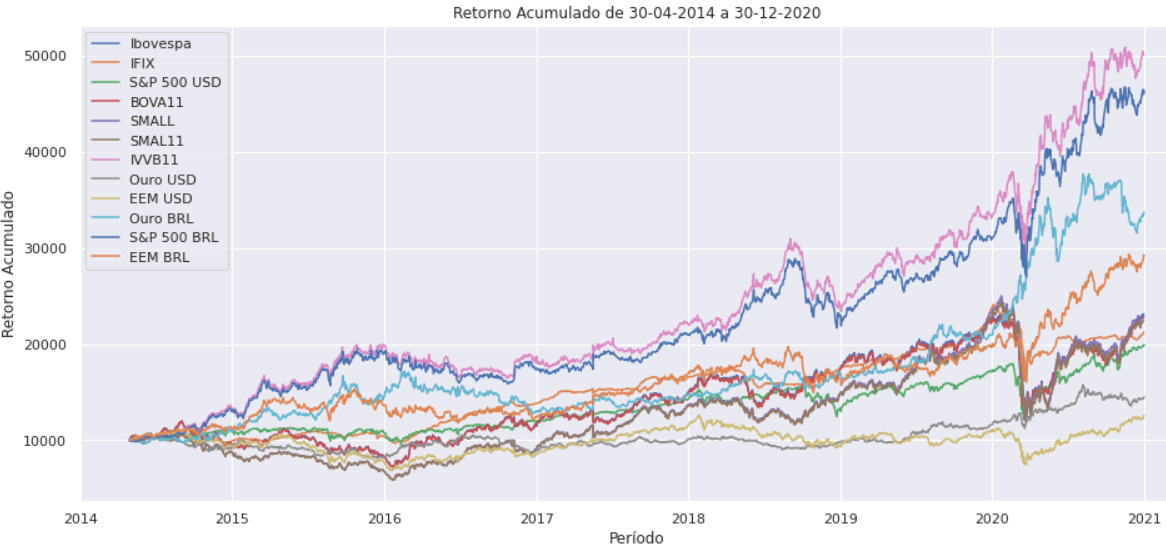 Retorno Acumulado de 30-04-2014 a 30-12-2020
Retorno Acumulado
50000
40000
30000
20000
10000
Ibovespa
IFIX
S&P 500 USD
BOVA11
SMALL
SMAL11
IVVB11
Ouro USD
EEM USD
Ouro BRL
S&P 500 BRL
EEM BRL
2014 2015 2016 2017 2018 2019 2020 2021
Período